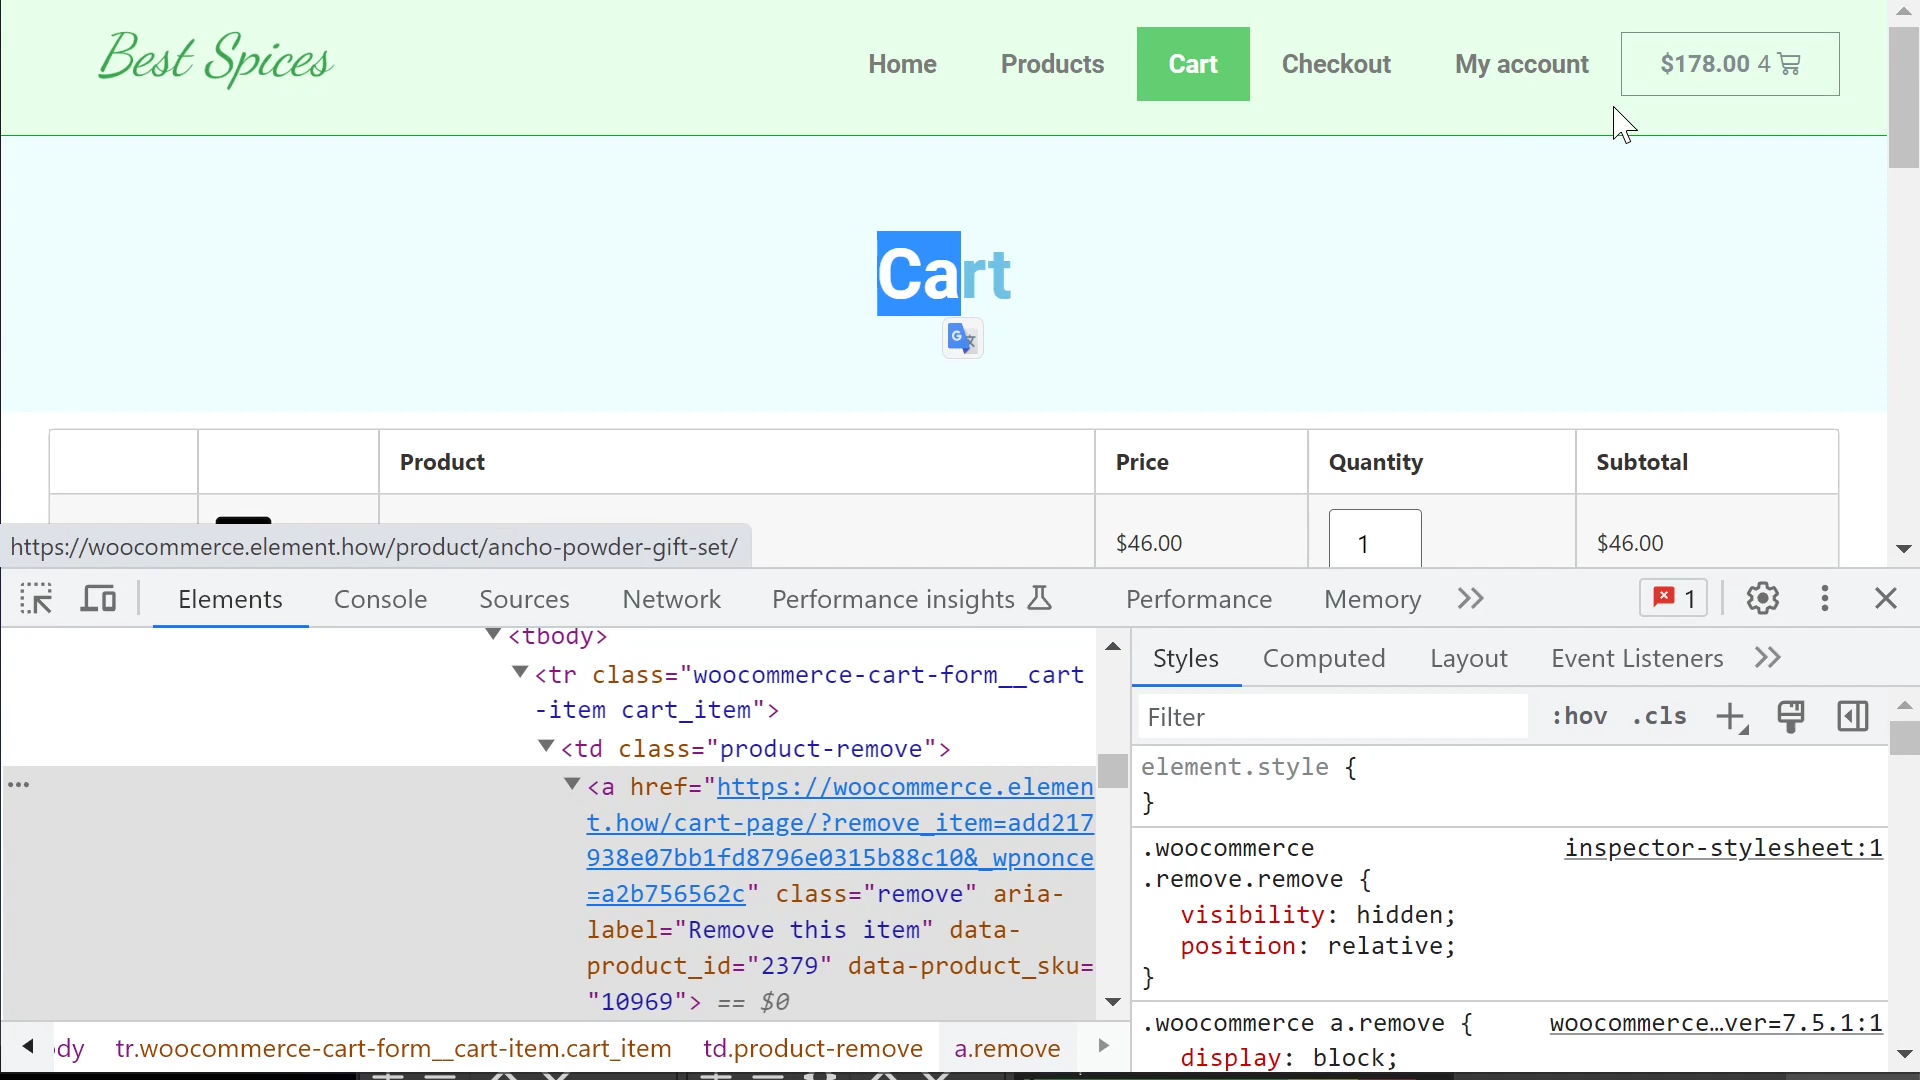 Best Spices
Home Products Cart Checkout My account $178.00 4
Cart
Product Price Quantity Subtotal
$46.00 1 $46.00
https://woocommerce.element.how/product/ancho-powder-gift-set/
Elements Console Sources Network Performance insights Performance Memory 1
<tbody>
<tr class="woocommerce-cart-form__cart
-item cart_item">
<td class="product-remove">
<a href="https://woocommerce.elemen
t.how/cart-page/?remove_item=add217
938e07bb1fd8796e0315b88c10&_wpnonce
=a2b756562c" class="remove" aria-
label="Remove this item" data-
product_id="2379" data-product_sku=
"10969"> == $0
dy tr.woocommerce-cart-form__cart-item.cart_item td.product-remove a.remove
Styles Computed Layout Event Listeners
Filter :hov .cls
element.style {
}
.woocommerce inspector-stylesheet:1
.remove.remove {
visibility: hidden;
position: relative;
}
.woocommerce a.remove { woocommerce…ver=7.5.1:1
display: block;